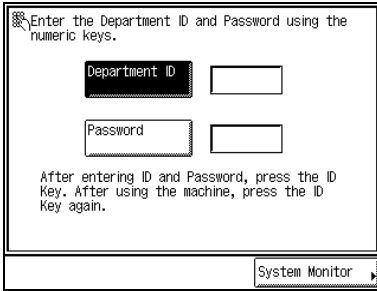 Enter the Department ID and Password using the
numeric keys.
Department ID
Password
After entering ID and Password, press the ID
Key. After using the machine, press the ID
Key again.
System Monitor